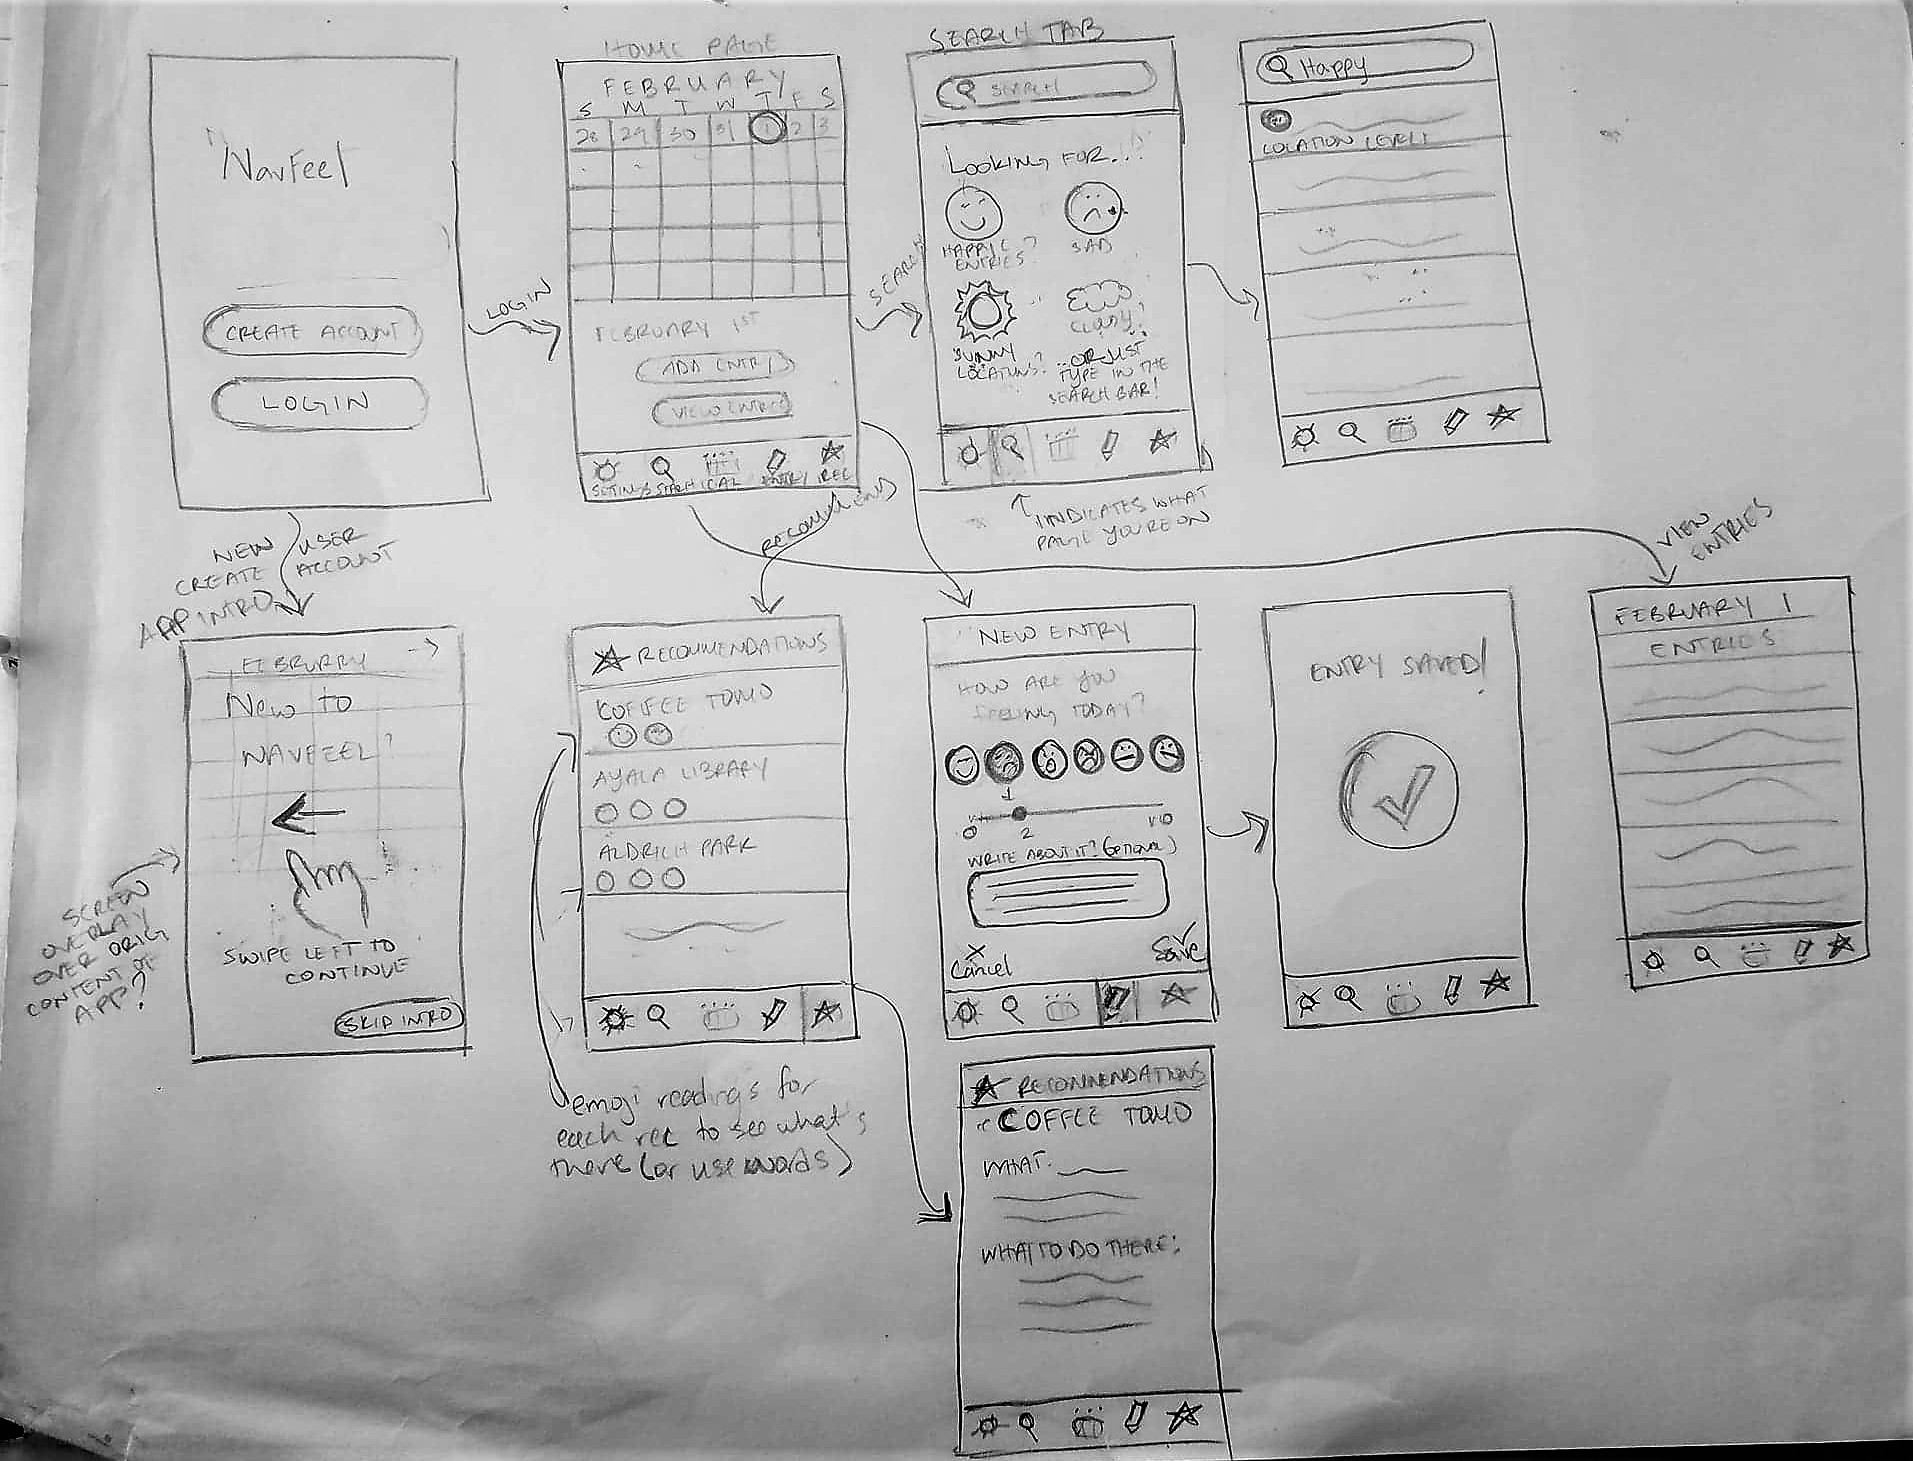 NavFeel
CREATE ACCOUNT
LOGIN
LOGIN
NEW USER
CREATE ACCOUNT
APP INTRO
HOME PAGE
FEBRUARY
S M T W T F S
28 29 30 31 1 2 3
FEBRUARY 1ST
ADD ENTRY
VIEW ENTRIES
SEARCH CAL ENTRY REC
SEARCH
RECOMMEND
SEARCH TAB
SEARCH
LOOKING FOR...
HAPPY
ENTRIES?
SAD
SUNNY
LOCATIONS?
...OR JUST
TYPE IN THE
SEARCH BAR!
INDICATES WHAT
PAGE YOU'RE ON
Happy
LOCATION LEVEL 1
VIEW
ENTRIES
New to
NAVFEEL?
SWIPE LEFT TO
CONTINUE
SKIP INTRO
SCREEN
OVERLAY
OVER ORIG
CONTENT OF
APP?
RECOMMENDATIONS
COFFEE TOMO
AYALA LIBRARY
ALDRICH PARK
emoji readings for
each rec to see what's
there (or use words)
NEW ENTRY
HOW ARE YOU
FEELING TODAY?
0 2 10
WRITE ABOUT IT?
X
Cancel
Save
ENTRY SAVED!
FEBRUARY 1
ENTRIES
RECOMMENDATIONS
COFFEE TOMO
WHAT:
WHAT TO DO THERE: